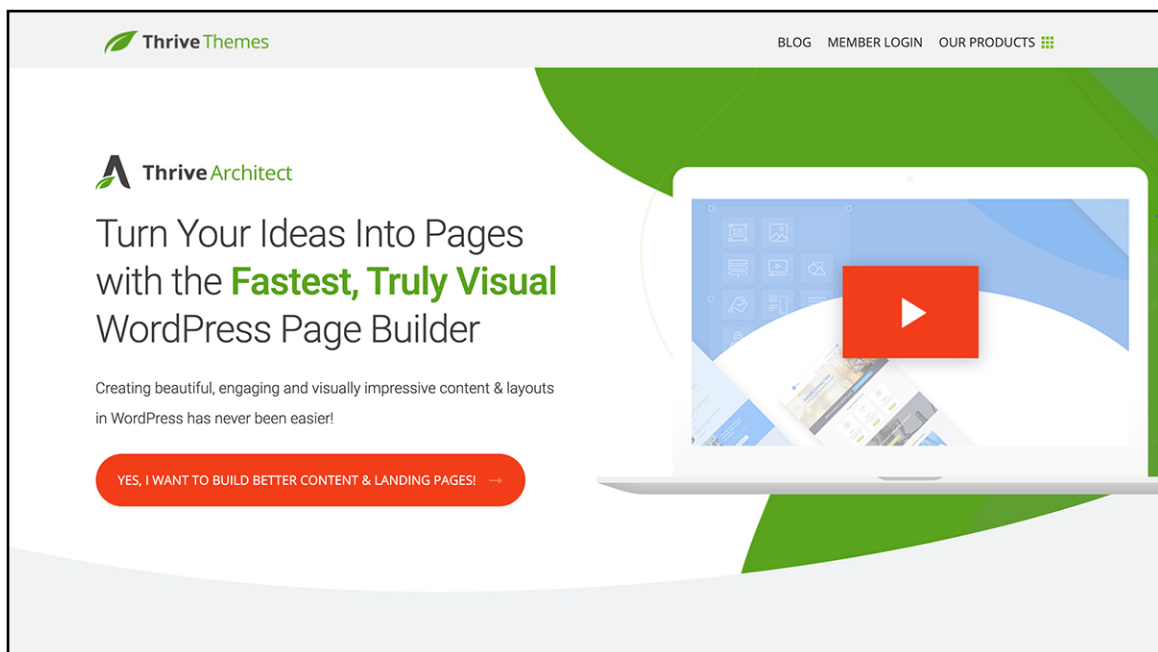 Thrive Themes
BLOG MEMBER LOGIN OUR PRODUCTS
Thrive Architect
Turn Your Ideas Into Pages
with the Fastest, Truly Visual
WordPress Page Builder
Creating beautiful, engaging and visually impressive content & layouts
in WordPress has never been easier!
YES, I WANT TO BUILD BETTER CONTENT & LANDING PAGES! →